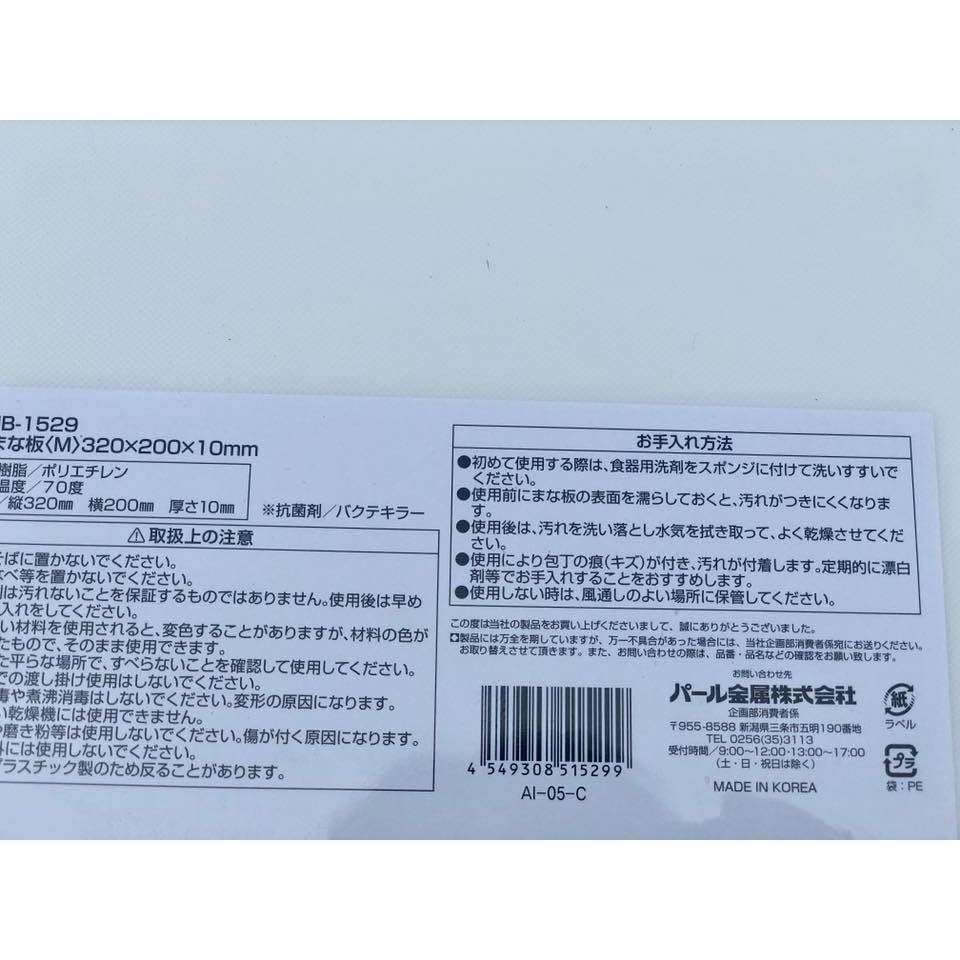 B-1529
まな板〈M〉320×200×10mm
樹脂／ポリエチレン
温度／70度
／縦320㎜ 横200㎜ 厚さ10㎜
※抗菌剤／バクテキラー
⚠取扱上の注意
そばに置かないでください。
なべ等を置かないでください。
は汚れないことを保証するものではありません。使用後は早め
入れをしてください。
い材料を使用されると、変色することがありますが、材料の色が
たもので、そのまま使用できます。
た平らな場所で、すべらないことを確認して使用してください。
での渡し掛け使用はしないでください。
毒や煮沸消毒はしないでください。変形の原因になります。
い乾燥機には使用できません。
や磨き粉等は使用しないでください。傷が付く原因になります。
外には使用しないでください。
プラスチック製のため反ることがあります。
お手入れ方法
●初めて使用する際は、食器用洗剤をスポンジに付けて洗いすすいで
ください。
●使用前にまな板の表面を濡らしておくと、汚れがつきにくくなりま
す。
●使用後は、汚れを洗い落とし水気を拭き取って、よく乾燥させてくだ
さい。
●使用により包丁の痕(キズ)が付き、汚れが付着します。定期的に漂白
剤等でお手入れすることをおすすめします。
●使用しない時は、風通しのよい場所に保管してください。
この度は当社の製品をお買い上げくださいまして、誠にありがとうございました。
製品には万全を期していますが、万一不具合があった場合には、当社企画部消費者係宛にお送りください。
お取り替えさせて頂きます。また、お問い合わせの際は、品番・品名などの確認をお願い致します。
4 549308 515299
AI-05-C
お問い合わせ先
パール金属株式会社
企画部消費者係
〒955-8588 新潟県三条市五明190番地
TEL 0256(35)3113
受付時間／9:00〜12:00・13:00〜17:00
(土・日・祝日は除く)
MADE IN KOREA
紙
ラベル
プラ
袋：PE